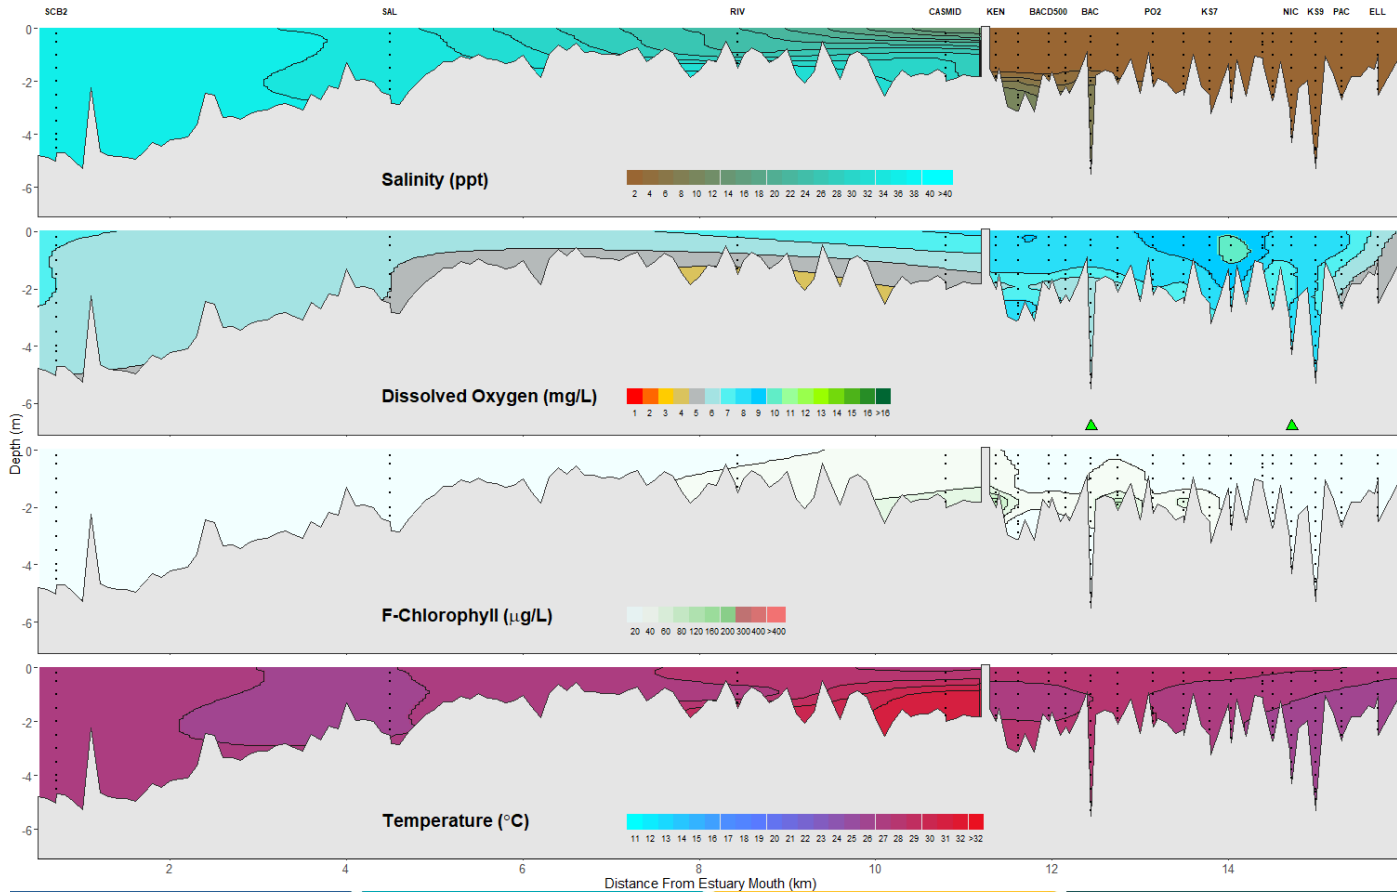 SCB2 SAL RIV CASMID KEN BACD500 BAC PO2 KS7 NIC KS9 PAC ELL
0
-2
-4
-6
Salinity (ppt)
2 4 6 8 10 12 14 16 18 20 22 24 26 28 30 32 34 36 38 40 >40
0
-2
-4
-6
Dissolved Oxygen (mg/L)
1 2 3 4 5 6 7 8 9 10 11 12 13 14 15 16 >16
Depth (m)
0
-2
-4
-6
F-Chlorophyll (µg/L)
20 40 60 80 120 160 200 300 400 >400
0
-2
-4
-6
Temperature (°C)
11 12 13 14 15 16 17 18 19 20 21 22 23 24 25 26 27 28 29 30 31 32 >32
2 4 6 8 10 12 14
Distance From Estuary Mouth (km)